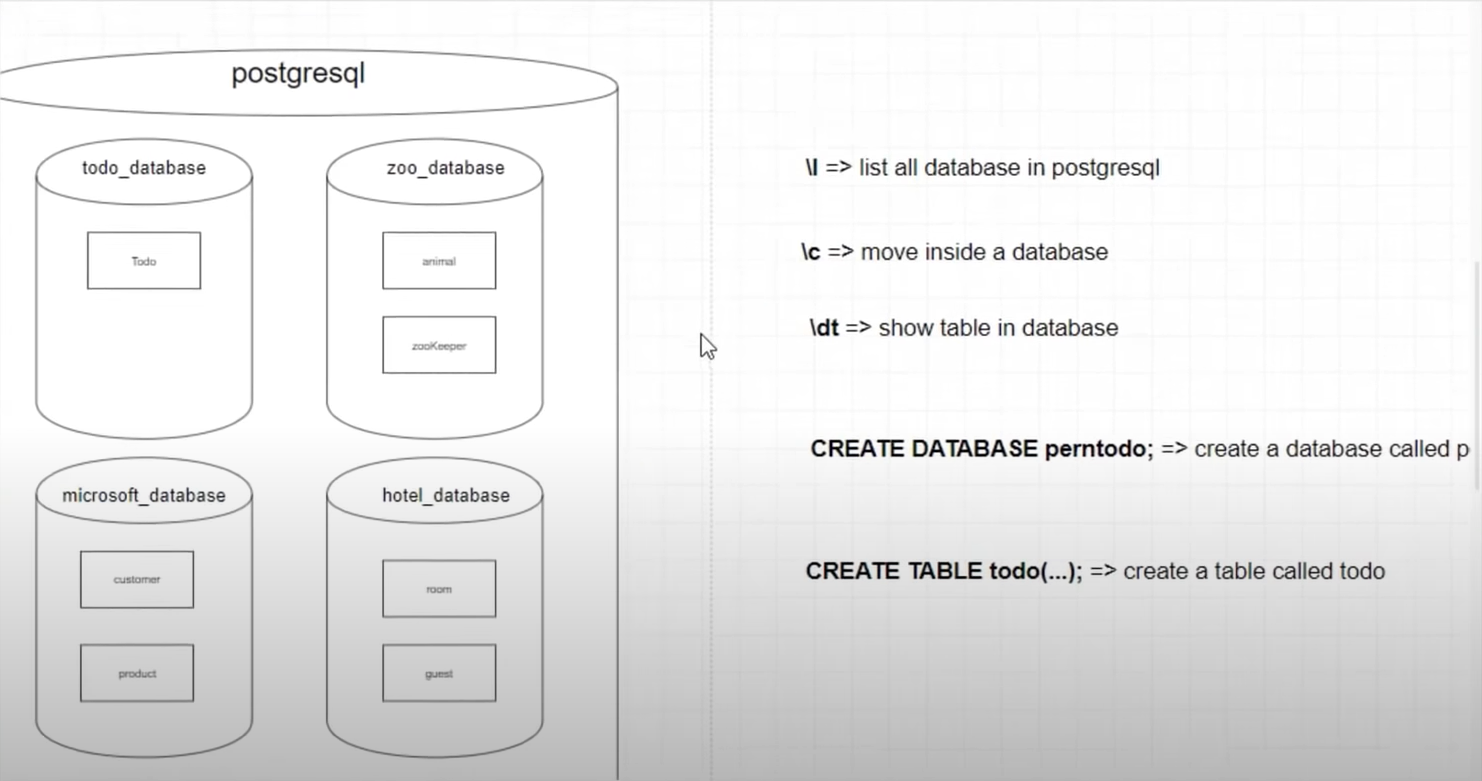 postgresql
todo_database
Todo
zoo_database
animal
zooKeeper
microsoft_database
customer
product
hotel_database
room
guest
\l => list all database in postgresql
\c => move inside a database
\dt => show table in database
CREATE DATABASE perntodo; => create a database called p
CREATE TABLE todo(...); => create a table called todo